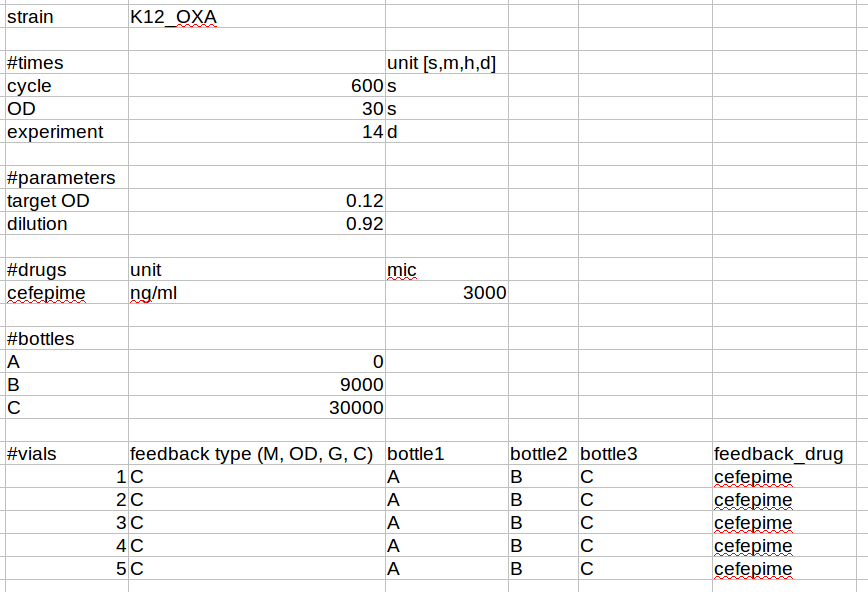 strain K12_OXA
#times unit [s,m,h,d]
cycle 600 s
OD 30 s
experiment 14 d
#parameters
target OD 0.12
dilution 0.92
#drugs unit mic
cefepime ng/ml 3000
#bottles
A 0
B 9000
C 30000
#vials feedback type (M, OD, G, C) bottle1 bottle2 bottle3 feedback_drug
1 C A B C cefepime
2 C A B C cefepime
3 C A B C cefepime
4 C A B C cefepime
5 C A B C cefepime